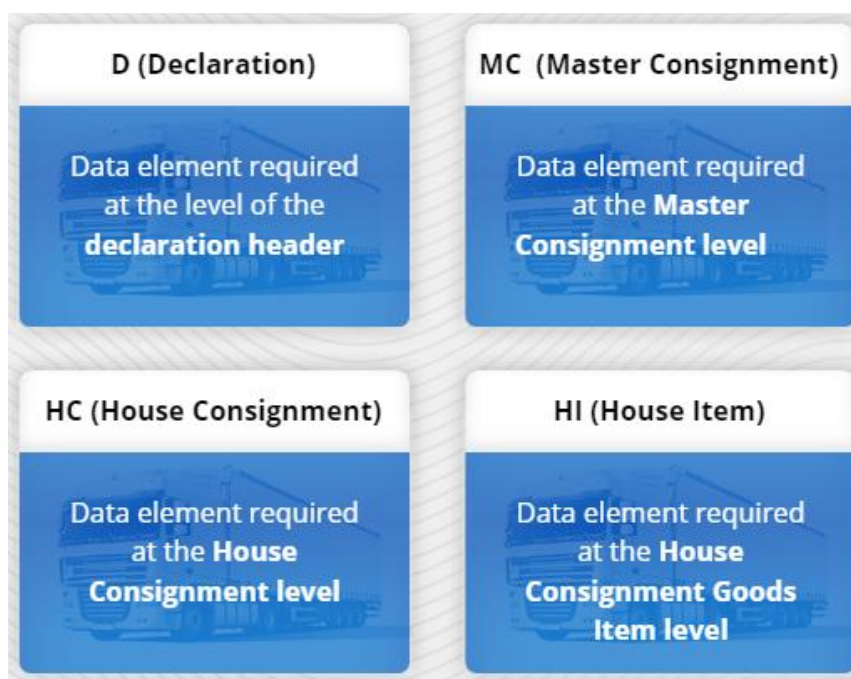 D (Declaration)
Data element required
at the level of the
declaration header
MC (Master Consignment)
Data element required
at the Master
Consignment level
HC (House Consignment)
Data element required
at the House
Consignment level
HI (House Item)
Data element required
at the House
Consignment Goods
Item level